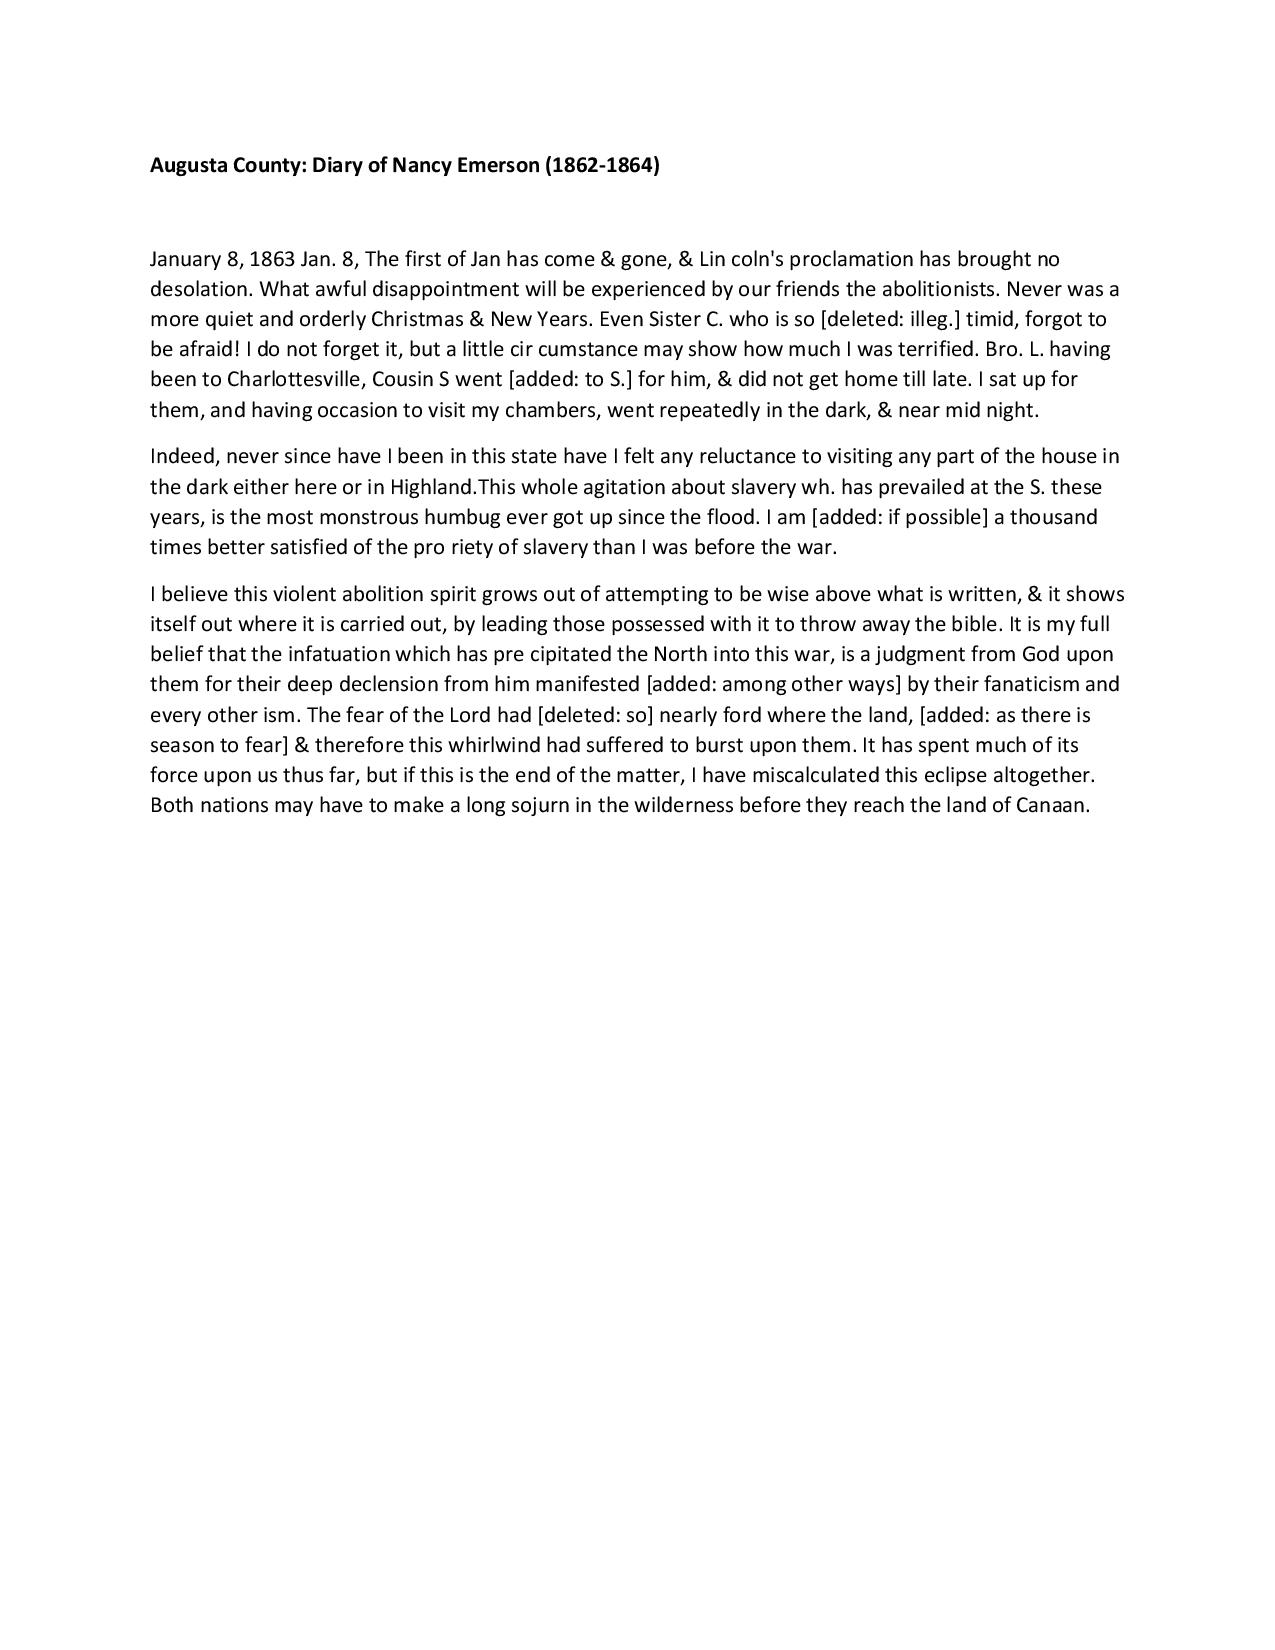 Augusta County: Diary of Nancy Emerson (1862-1864)
January 8, 1863 Jan. 8, The first of Jan has come & gone, & Lin coln's proclamation has brought no
desolation. What awful disappointment will be experienced by our friends the abolitionists. Never was a
more quiet and orderly Christmas & New Years. Even Sister C. who is so [deleted: illeg.] timid, forgot to
be afraid! I do not forget it, but a little cir cumstance may show how much I was terrified. Bro. L. having
been to Charlottesville, Cousin S went [added: to S.] for him, & did not get home till late. I sat up for
them, and having occasion to visit my chambers, went repeatedly in the dark, & near mid night.
Indeed, never since have I been in this state have I felt any reluctance to visiting any part of the house in
the dark either here or in Highland.This whole agitation about slavery wh. has prevailed at the S. these
years, is the most monstrous humbug ever got up since the flood. I am [added: if possible] a thousand
times better satisfied of the pro riety of slavery than I was before the war.
I believe this violent abolition spirit grows out of attempting to be wise above what is written, & it shows
itself out where it is carried out, by leading those possessed with it to throw away the bible. It is my full
belief that the infatuation which has pre cipitated the North into this war, is a judgment from God upon
them for their deep declension from him manifested [added: among other ways] by their fanaticism and
every other ism. The fear of the Lord had [deleted: so] nearly ford where the land, [added: as there is
season to fear] & therefore this whirlwind had suffered to burst upon them. It has spent much of its
force upon us thus far, but if this is the end of the matter, I have miscalculated this eclipse altogether.
Both nations may have to make a long sojurn in the wilderness before they reach the land of Canaan.